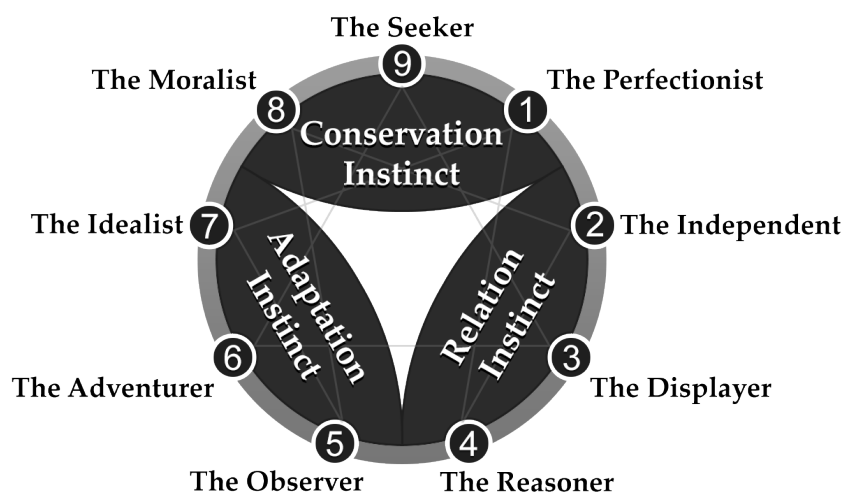 The Seeker
9
The Moralist
8
1
The Perfectionist
Conservation
Instinct
The Idealist
7
2
The Independent
Adaptation
Instinct
Relation
Instinct
6
3
The Adventurer
The Displayer
5
4
The Observer
The Reasoner